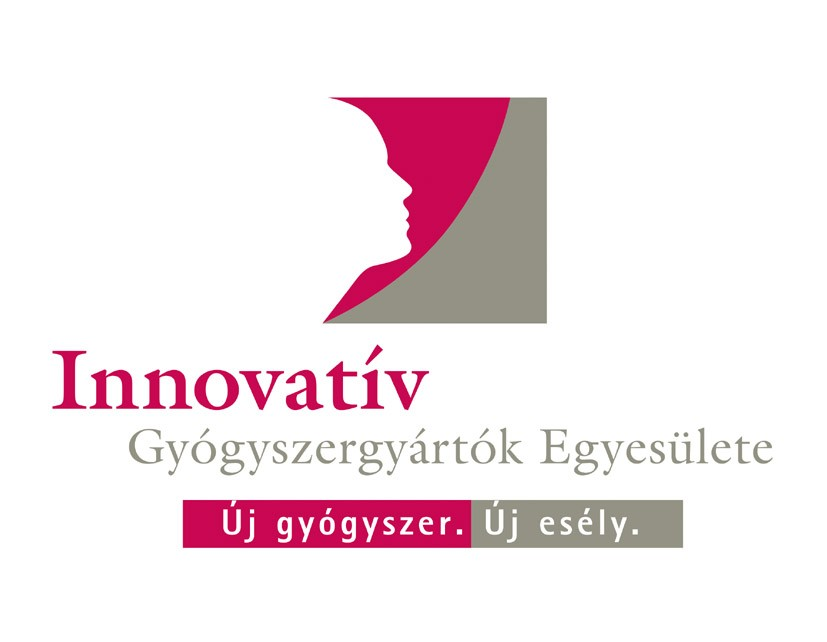 Innovatív
Gyógyszergyártók Egyesülete
Új gyógyszer. Új esély.